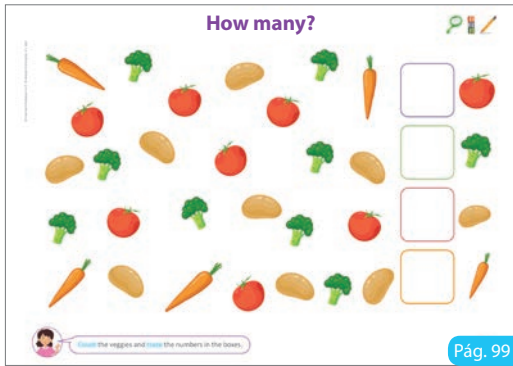 How many?
Count the veggies and trace the numbers in the boxes.
Pág. 99